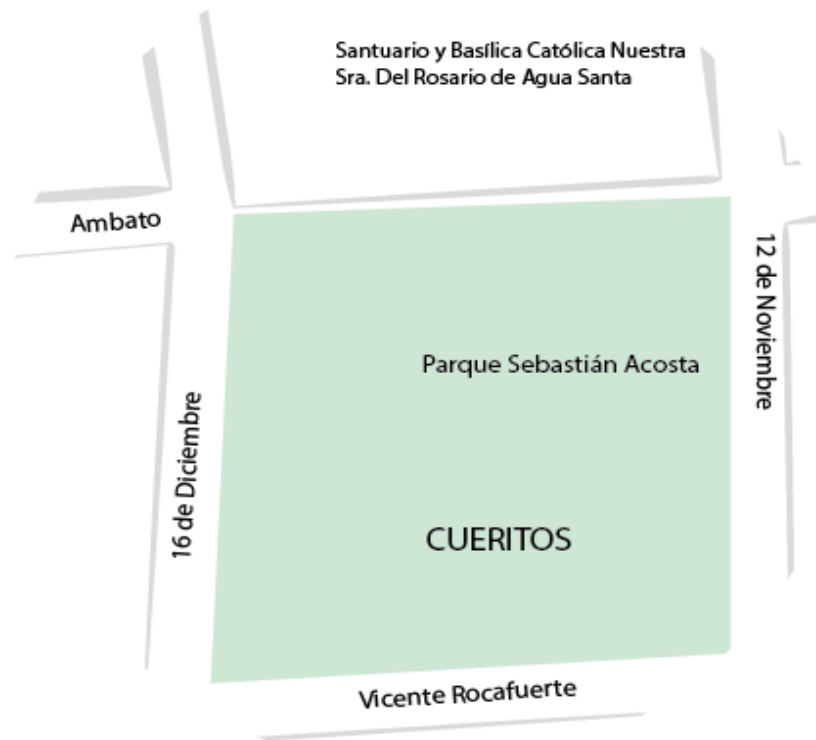 Santuario y Basílica Católica Nuestra
Sra. Del Rosario de Agua Santa
Ambato
12 de Noviembre
Parque Sebastián Acosta
16 de Diciembre
CUERITOS
Vicente Rocafuerte